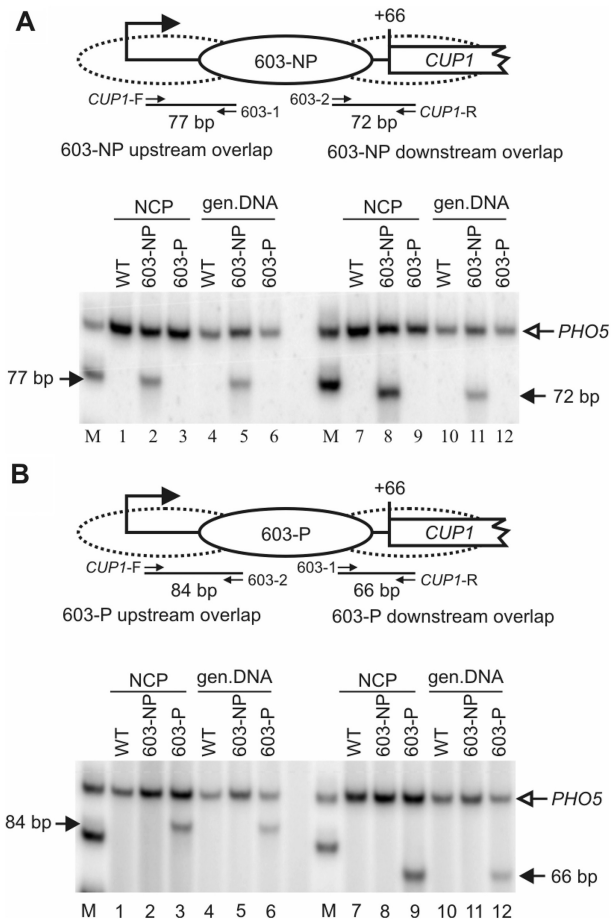 A
+66
603-NP
CUP1
CUP1-F
603-1
603-2
CUP1-R
77 bp
72 bp
603-NP upstream overlap
603-NP downstream overlap
NCP
gen.DNA
NCP
gen.DNA
WT
603-NP
603-P
WT
603-NP
603-P
WT
603-NP
603-P
WT
603-NP
603-P
PHO5
77 bp
72 bp
M 1 2 3 4 5 6 M 7 8 9 10 11 12
B
+66
603-P
CUP1
CUP1-F
603-2
603-1
CUP1-R
84 bp
66 bp
603-P upstream overlap
603-P downstream overlap
NCP
gen.DNA
NCP
gen.DNA
WT
603-NP
603-P
WT
603-NP
603-P
WT
603-NP
603-P
WT
603-NP
603-P
PHO5
84 bp
66 bp
M 1 2 3 4 5 6 M 7 8 9 10 11 12